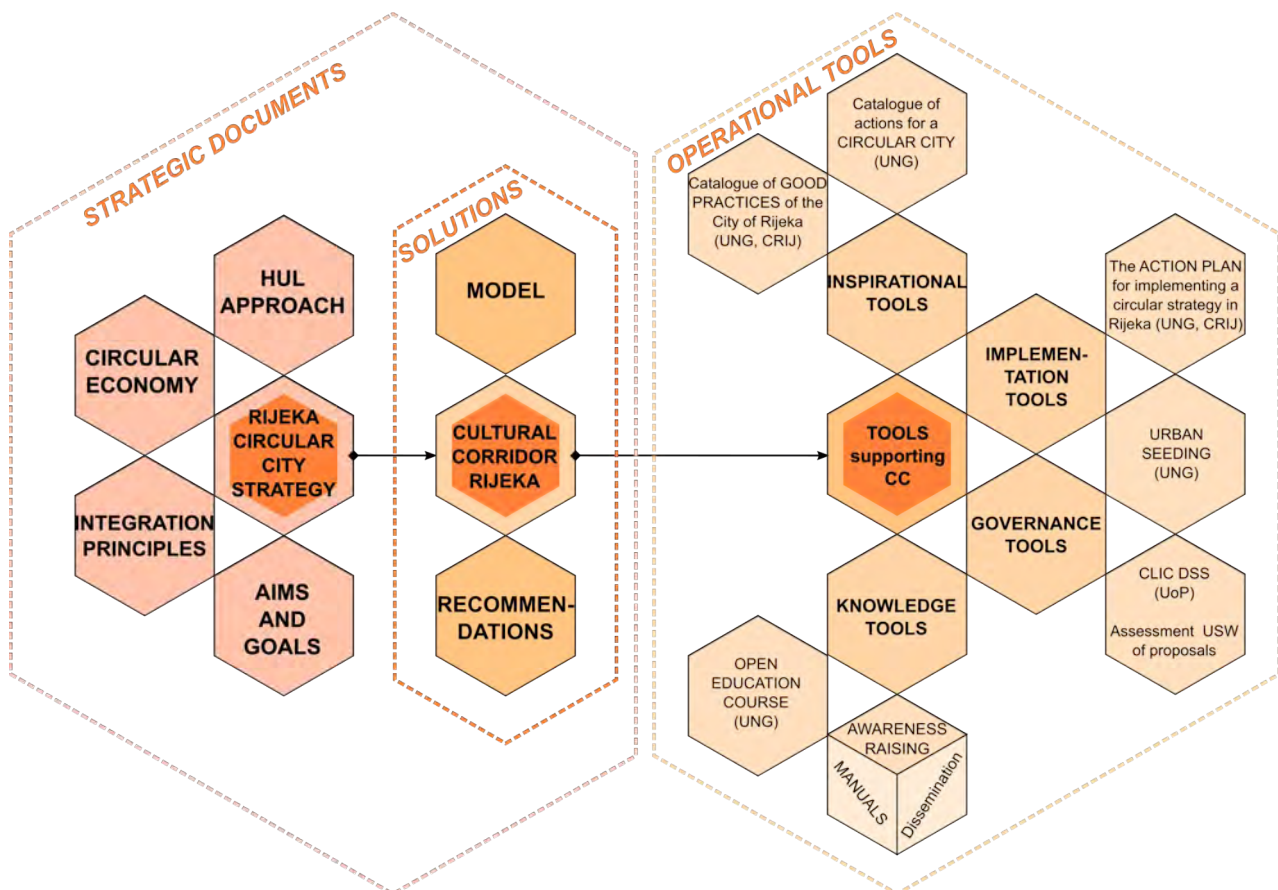 STRATEGIC DOCUMENTS
HUL
APPROACH
CIRCULAR
ECONOMY
RIJEKA
CIRCULAR
CITY
STRATEGY
INTEGRATION
PRINCIPLES
AIMS
AND
GOALS
SOLUTIONS
MODEL
CULTURAL
CORRIDOR
RIJEKA
RECOMMEN-
DATIONS
OPERATIONAL TOOLS
Catalogue of
actions for a
CIRCULAR CITY
(UNG)
Catalogue of GOOD
PRACTICES of the
City of Rijeka
(UNG, CRIJ)
INSPIRATIONAL
TOOLS
The ACTION PLAN
for implementing a
circular strategy in
Rijeka (UNG, CRIJ)
IMPLEMEN-
TATION
TOOLS
TOOLS
supporting
CC
URBAN
SEEDING
(UNG)
GOVERNANCE
TOOLS
CLIC DSS
(UoP)
Assessment USW
of proposals
KNOWLEDGE
TOOLS
OPEN
EDUCATION
COURSE
(UNG)
AWARENESS
RAISING
MANUALS
Dissemination